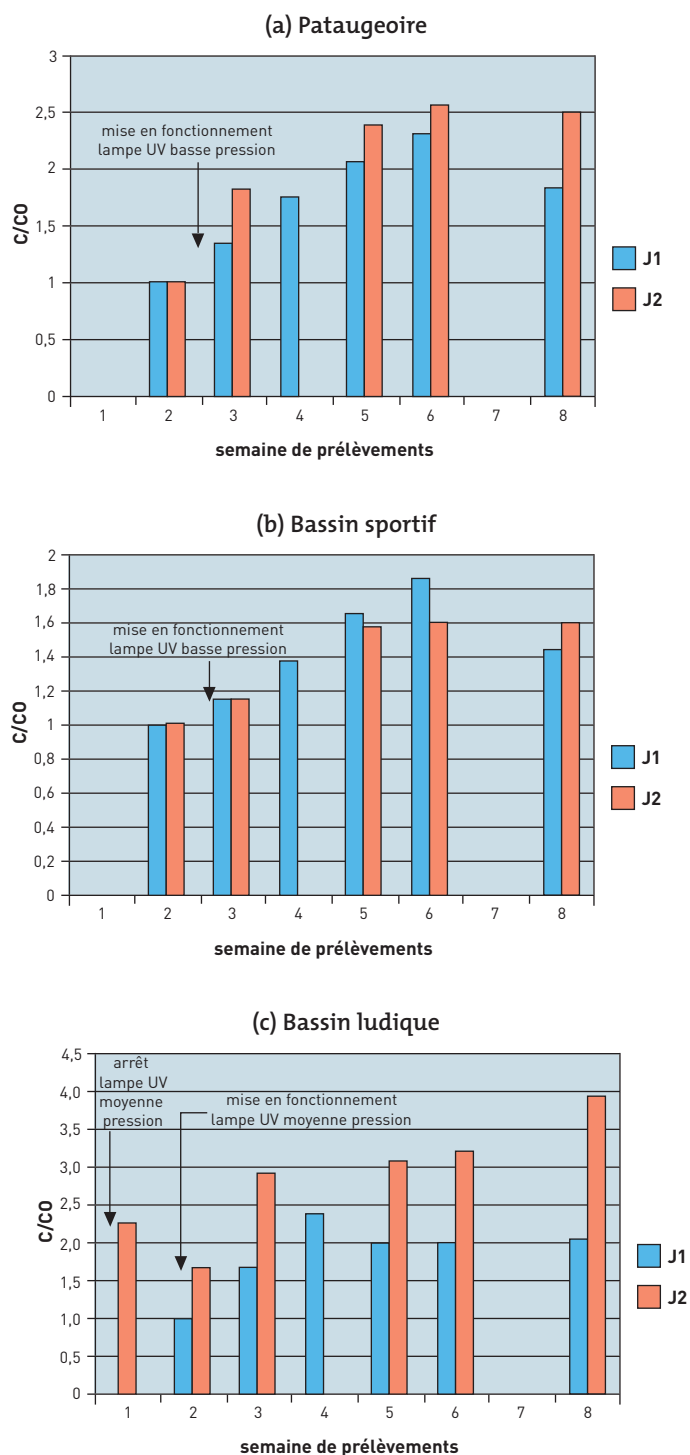 (a) Pataugeoire
3
2,5
2
1,5
1
0,5
0
C/C0
mise en fonctionnement
lampe UV basse pression
1 2 3 4 5 6 7 8
semaine de prélèvements
J1
J2
(b) Bassin sportif
2
1,8
1,6
1,4
1,2
1
0,8
0,6
0,4
0,2
0
C/C0
mise en fonctionnement
lampe UV basse pression
1 2 3 4 5 6 7 8
semaine de prélèvements
J1
J2
(c) Bassin ludique
4,5
4,0
3,5
3,0
2,5
2,0
1,5
1,0
0,5
0
C/C0
arrêt
lampe UV
moyenne
pression
mise en fonctionnement
lampe UV moyenne pression
1 2 3 4 5 6 7 8
semaine de prélèvements
J1
J2